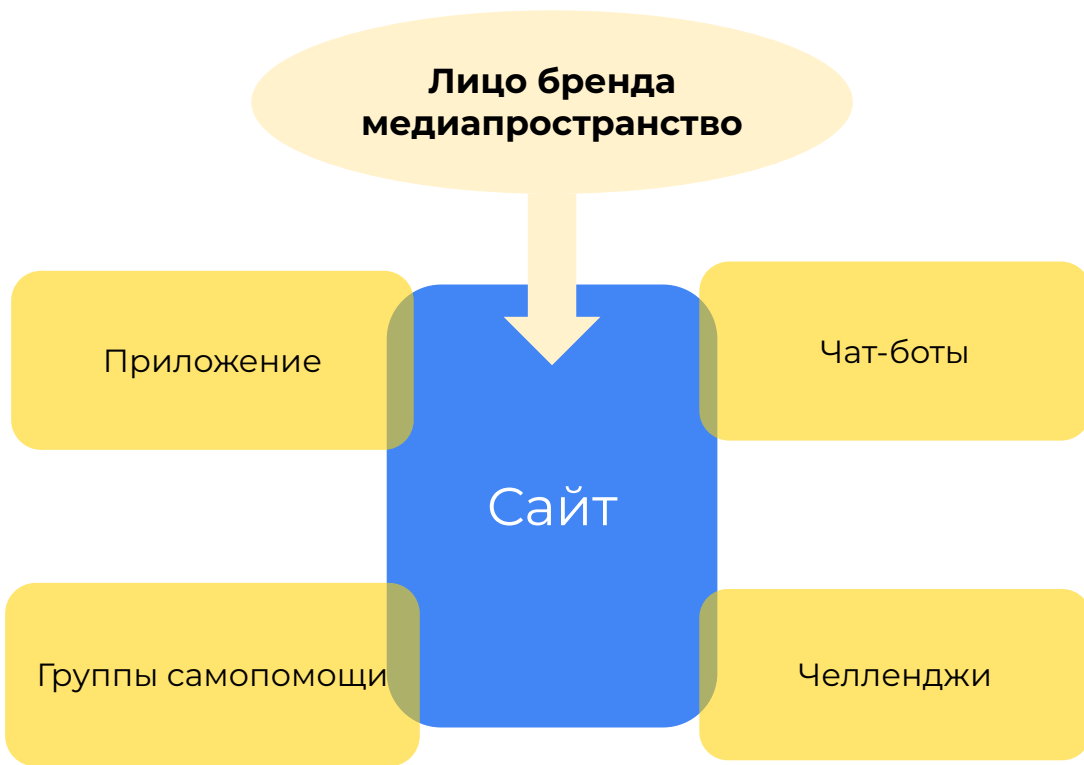 Лицо бренда
медиапространство
Приложение
Чат-боты
Сайт
Группы самопомощи
Челленджи